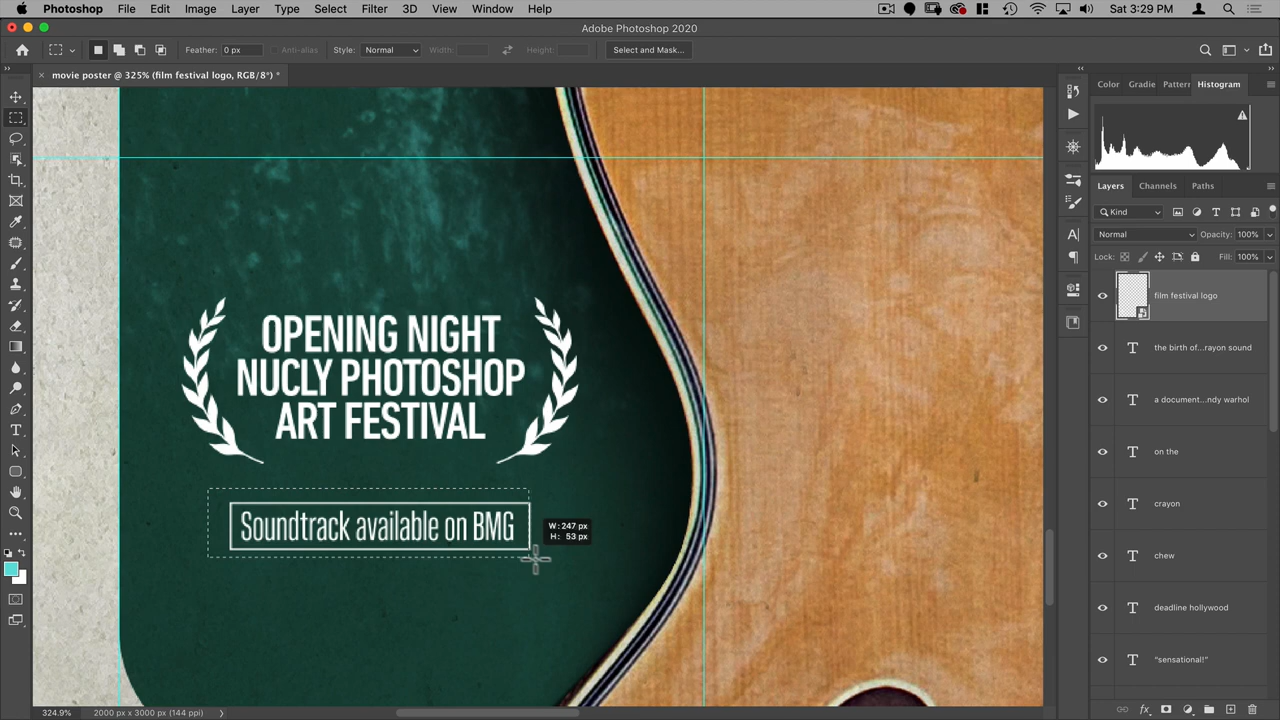 Photoshop File Edit Image Layer Type Select Filter 3D View Window Help Sat 3:29 PM
Adobe Photoshop 2020
Feather: 0 px Anti-alias Style: Normal Width: Height: Select and Mask...
movie poster @ 325% (film festival logo, RGB/8*) *
Color Gradie Pattern Histogram
Layers Channels Paths
Kind
Normal Opacity: 100%
Lock: Fill: 100%
film festival logo
the birth of...rayon sound
a document...ndy warhol
on the
crayon
chew
deadline hollywood
"sensational!"
OPENING NIGHT
NUCLY PHOTOSHOP
ART FESTIVAL
Soundtrack available on BMG
W: 247 px
H: 53 px
324.9% 2000 px x 3000 px (144 ppi)